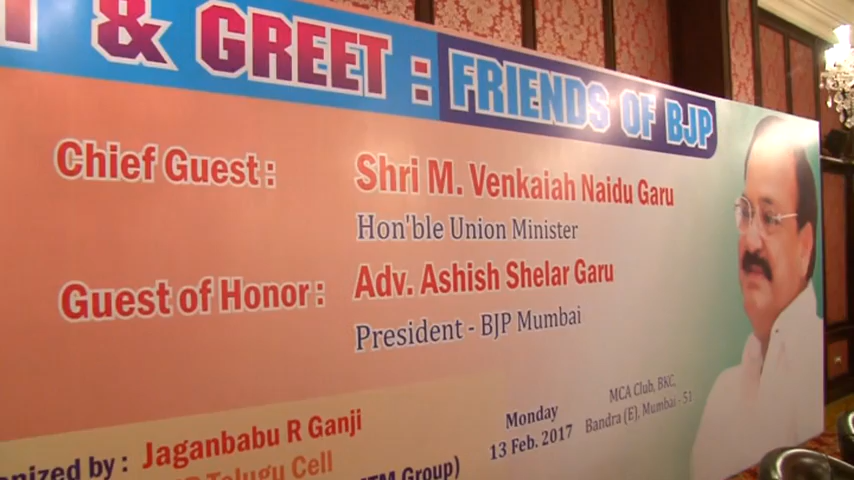 & GREET : FRIENDS OF BJP
Chief Guest : Shri M. Venkaiah Naidu Garu
Hon'ble Union Minister
Guest of Honor : Adv. Ashish Shelar Garu
President - BJP Mumbai
Monday
13 Feb. 2017
MCA Club, BKC,
Bandra (E), Mumbai - 51
by : Jaganbabu R Ganji
Telugu Cell
Group)